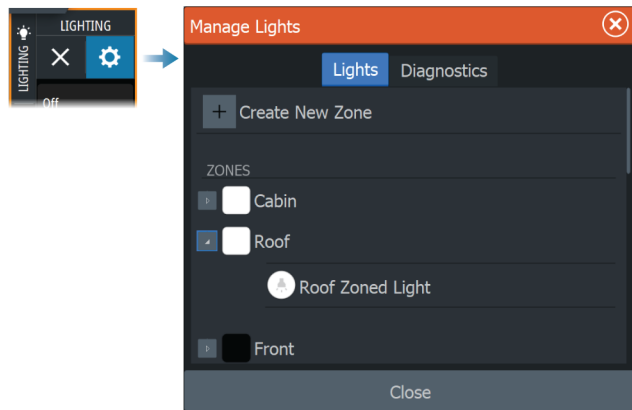 LIGHTING
LIGHTING
Off
Manage Lights
Lights Diagnostics
+ Create New Zone
ZONES
Cabin
Roof
Roof Zoned Light
Front
Close